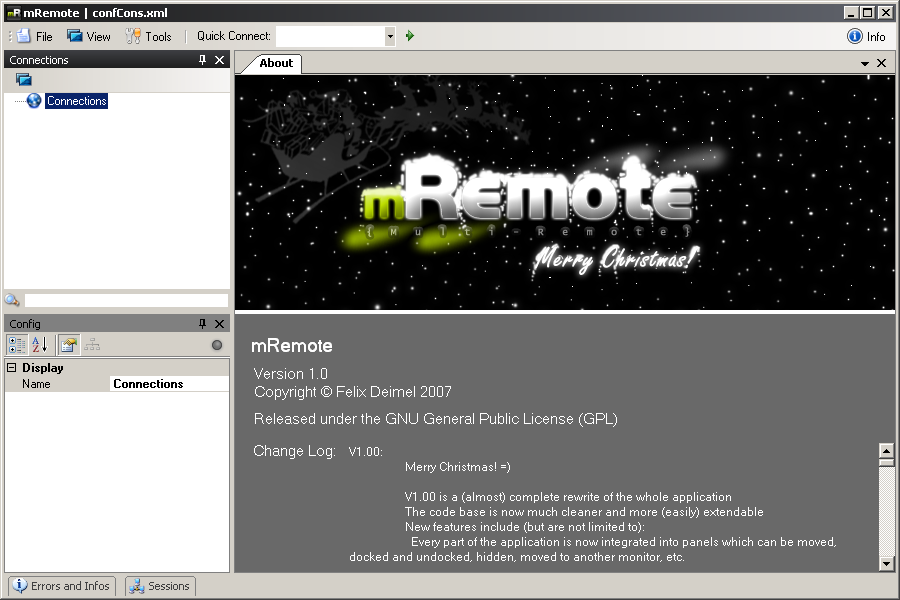 mR mRemote | confCons.xml
File View Tools Quick Connect: Info
Connections
About
Connections
mRemote
{ Multi-Remote }
Merry Christmas!
Config
A
Z
Display
Name Connections
mRemote
Version 1.0
Copyright © Felix Deimel 2007
Released under the GNU General Public License (GPL)
Change Log: V1.00:
Merry Christmas! =)
V1.00 is a (almost) complete rewrite of the whole application
The code base is now much cleaner and more (easily) extendable
New features include (but are not limited to):
Every part of the application is now integrated into panels which can be moved,
docked and undocked, hidden, moved to another monitor, etc.
Errors and Infos Sessions